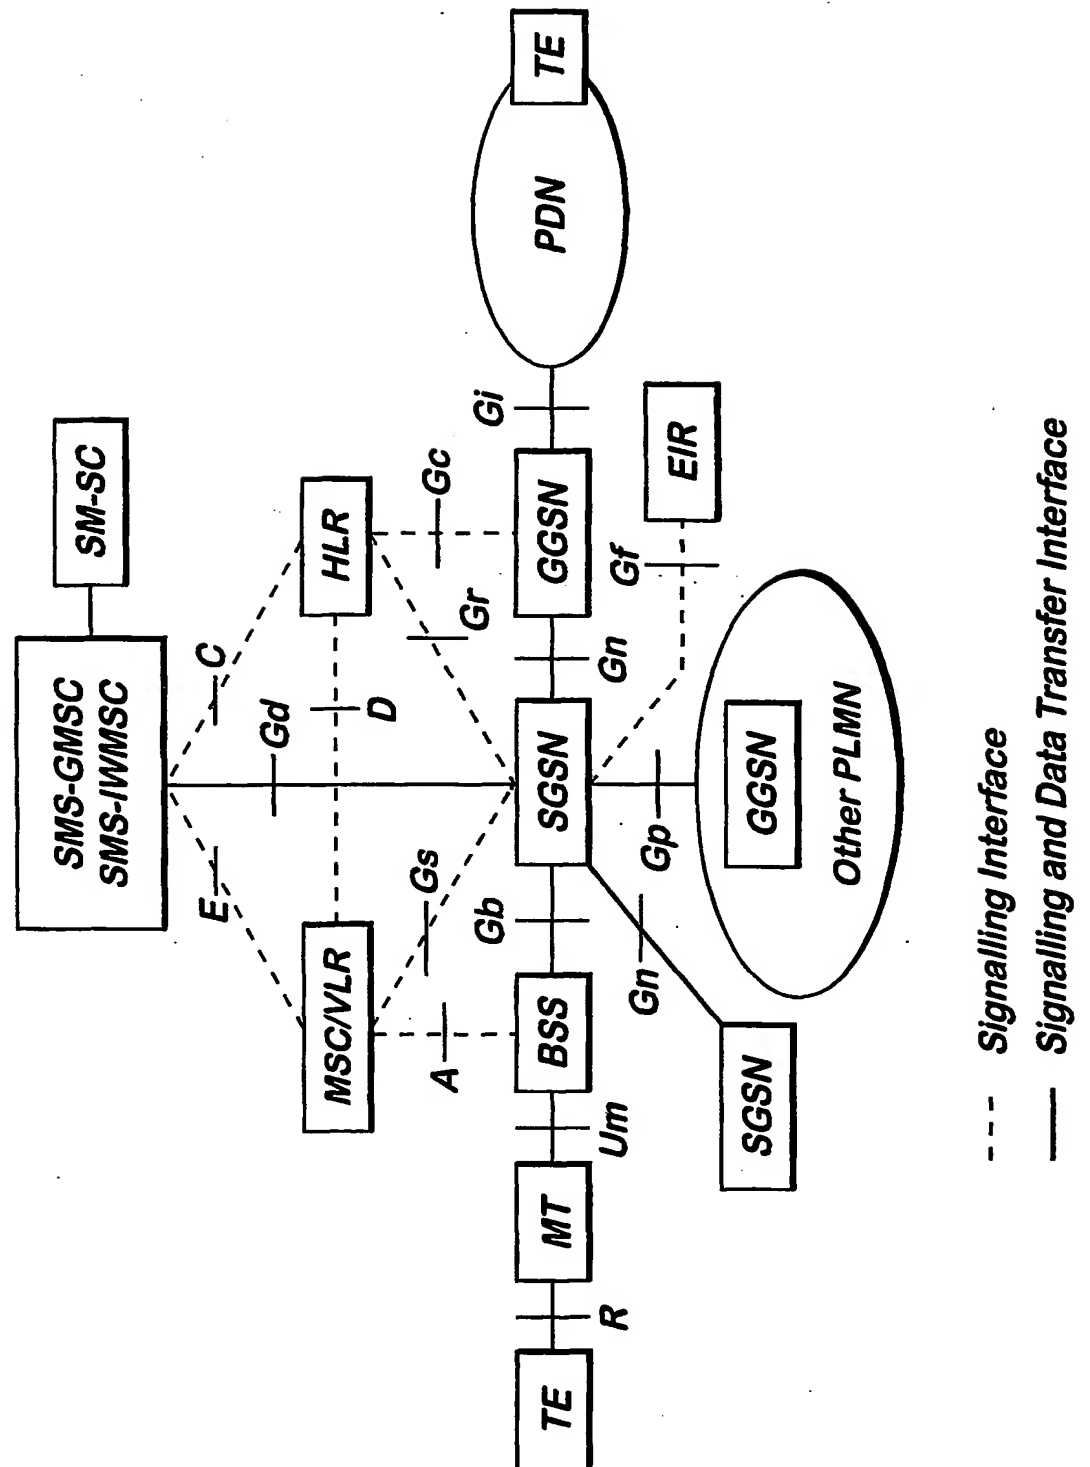 SMS-GMSC
SMS-IWMSC
SM-SC
E
C
Gd
MSC/VLR
D
HLR
A
Gs
Gr
Gc
TE
R
MT
Um
BSS
Gb
SGSN
Gn
GGSN
Gi
PDN
TE
Gn
Gp
Gf
EIR
SGSN
GGSN
Other PLMN
Signalling Interface
Signalling and Data Transfer Interface